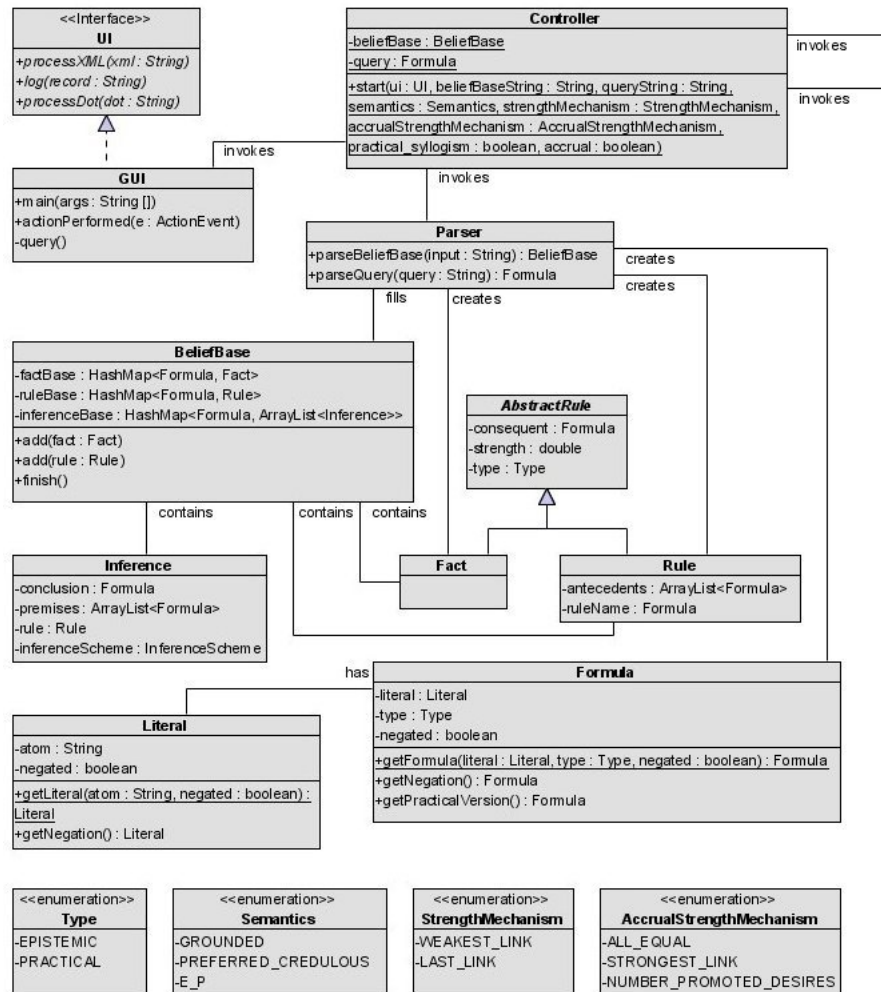 <<Interface>>
UI
+processXML(xml : String)
+log(record : String)
+processDot(dot : String)
Controller
-beliefBase : BeliefBase
-query : Formula
+start(ui : UI, beliefBaseString : String, queryString : String,
semantics : Semantics, strengthMechanism : StrengthMechanism,
accrualStrengthMechanism : AccrualStrengthMechanism,
practical_syllogism : boolean, accrual : boolean)
invokes
invokes
invokes
invokes
GUI
+main(args : String [])
+actionPerformed(e : ActionEvent)
-query()
Parser
+parseBeliefBase(input : String) : BeliefBase
+parseQuery(query : String) : Formula
creates
creates
fills
creates
BeliefBase
-factBase : HashMap<Formula, Fact>
-ruleBase : HashMap<Formula, Rule>
-inferenceBase : HashMap<Formula, ArrayList<Inference>>
+add(fact : Fact)
+add(rule : Rule)
+finish()
AbstractRule
-consequent : Formula
-strength : double
-type : Type
contains
contains
contains
Inference
-conclusion : Formula
-premises : ArrayList<Formula>
-rule : Rule
-inferenceScheme : InferenceScheme
Fact
Rule
-antecedents : ArrayList<Formula>
-ruleName : Formula
has
Formula
-literal : Literal
-type : Type
-negated : boolean
+getFormula(literal : Literal, type : Type, negated : boolean) : Formula
+getNegation() : Formula
+getPracticalVersion() : Formula
Literal
-atom : String
-negated : boolean
+getLiteral(atom : String, negated : boolean) :
Literal
+getNegation() : Literal
<<enumeration>>
Type
-EPISTEMIC
-PRACTICAL
<<enumeration>>
Semantics
-GROUNDED
-PREFERRED_CREDULOUS
-E_P
<<enumeration>>
StrengthMechanism
-WEAKEST_LINK
-LAST_LINK
<<enumeration>>
AccrualStrengthMechanism
-ALL_EQUAL
-STRONGEST_LINK
-NUMBER_PROMOTED_DESIRES